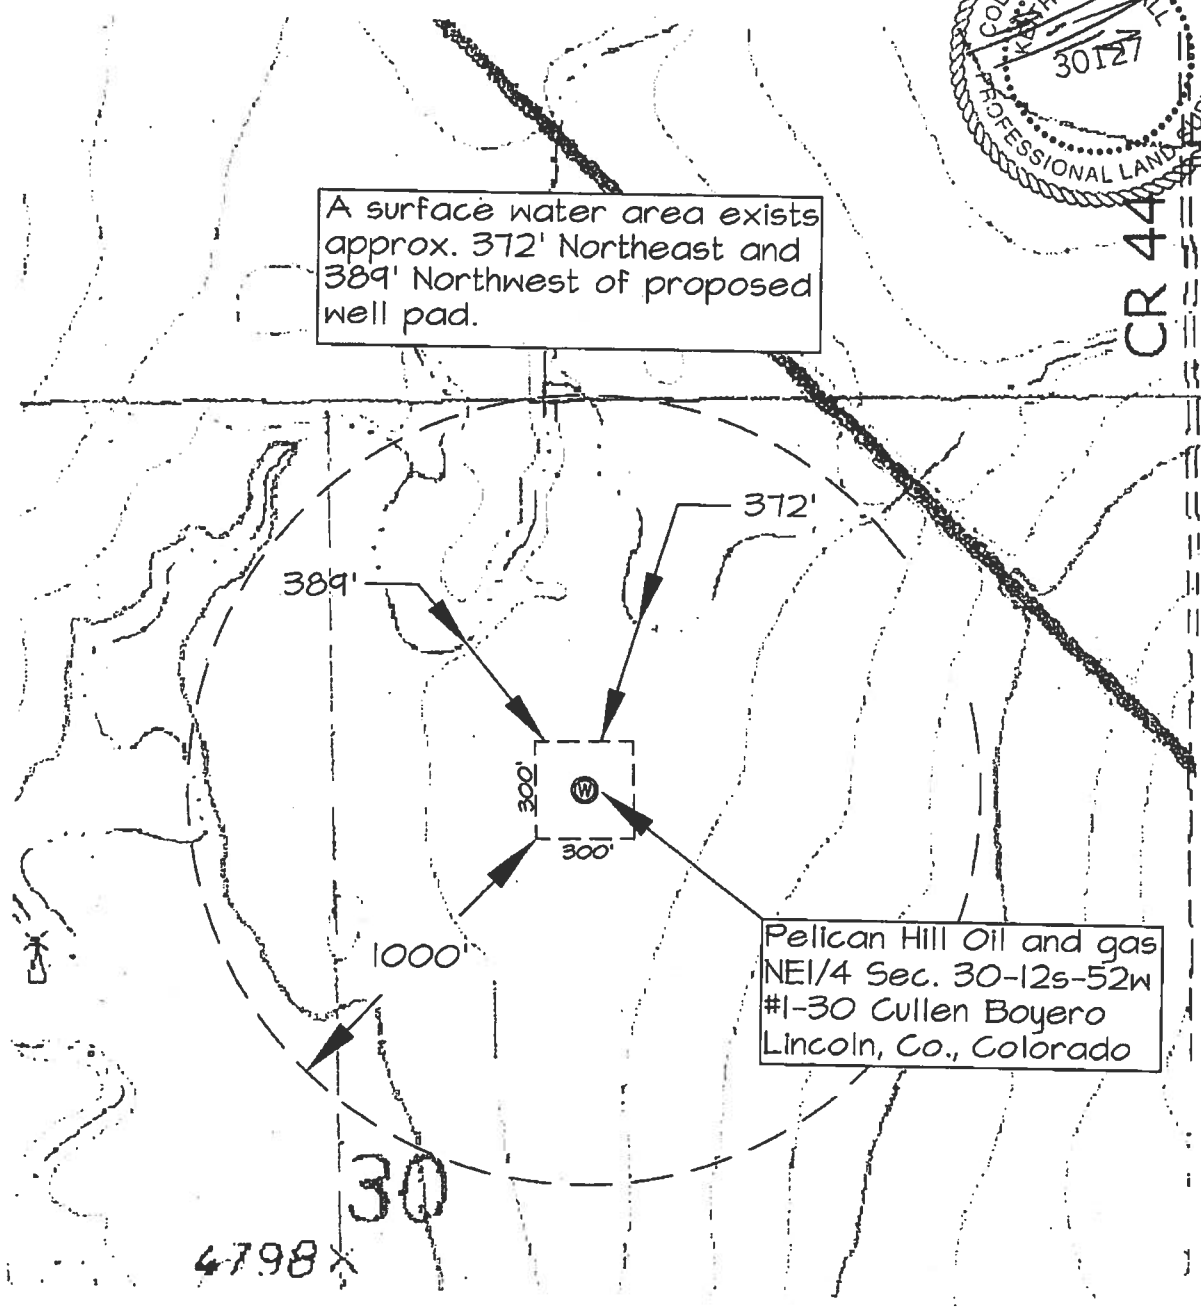 30127
PROFESSIONAL LAND
CR 44
A surface water area exists
approx. 372' Northeast and
389' Northwest of proposed
well pad.
372'
389'
300'
W
300'
1000'
Pelican Hill Oil and gas
NE1/4 Sec. 30-12s-52w
#1-30 Cullen Boyero
Lincoln, Co., Colorado
30
4798